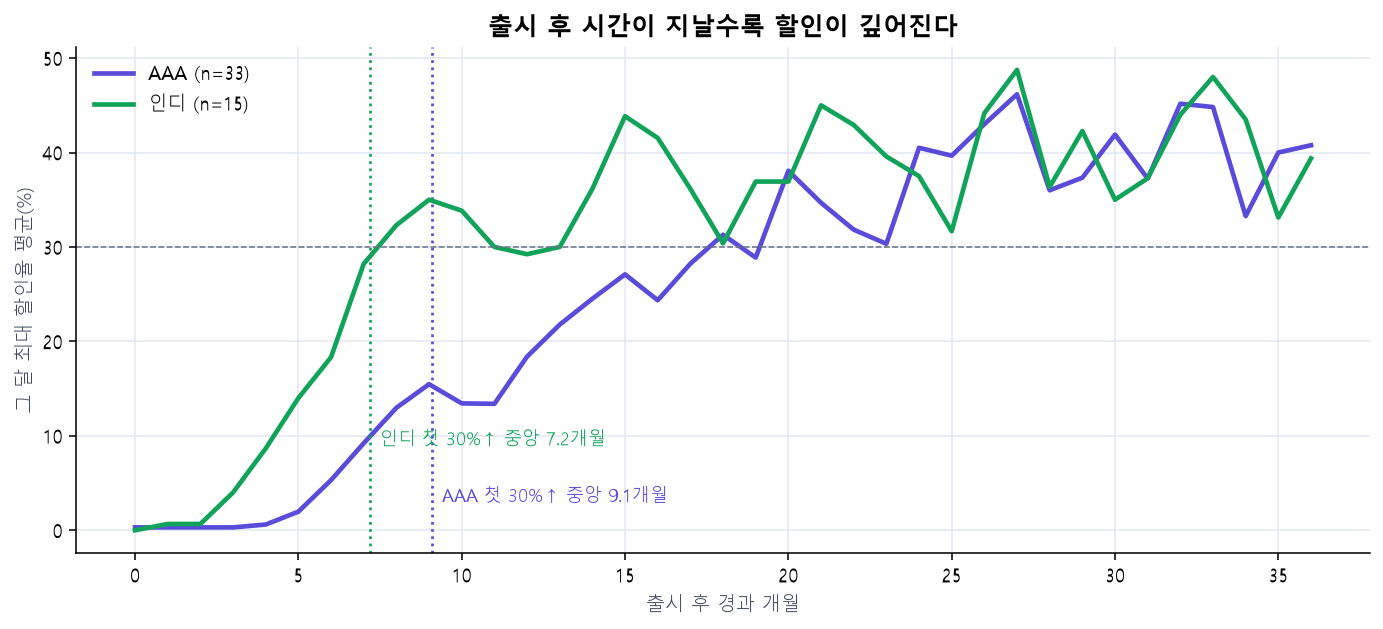 출시 후 시간이 지날수록 할인이 깊어진다
AAA (n=33)
인디 (n=15)
그 달 최대 할인율 평균(%)
50
40
30
20
10
0
인디 첫 30%↑ 중앙 7.2개월
AAA 첫 30%↑ 중앙 9.1개월
0 5 10 15 20 25 30 35
출시 후 경과 개월